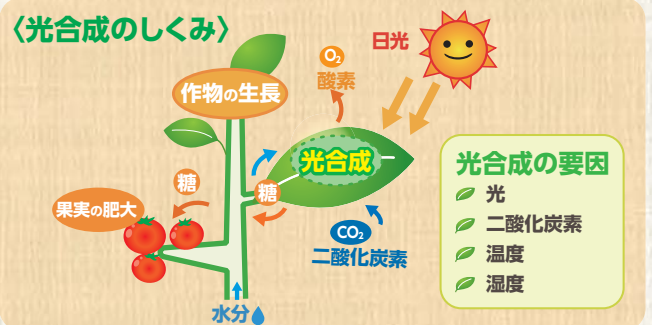 〈光合成のしくみ〉
O₂
酸素
日光
作物の生長
光合成
糖
糖
果実の肥大
CO₂
二酸化炭素
水分
光合成の要因
光
二酸化炭素
温度
湿度